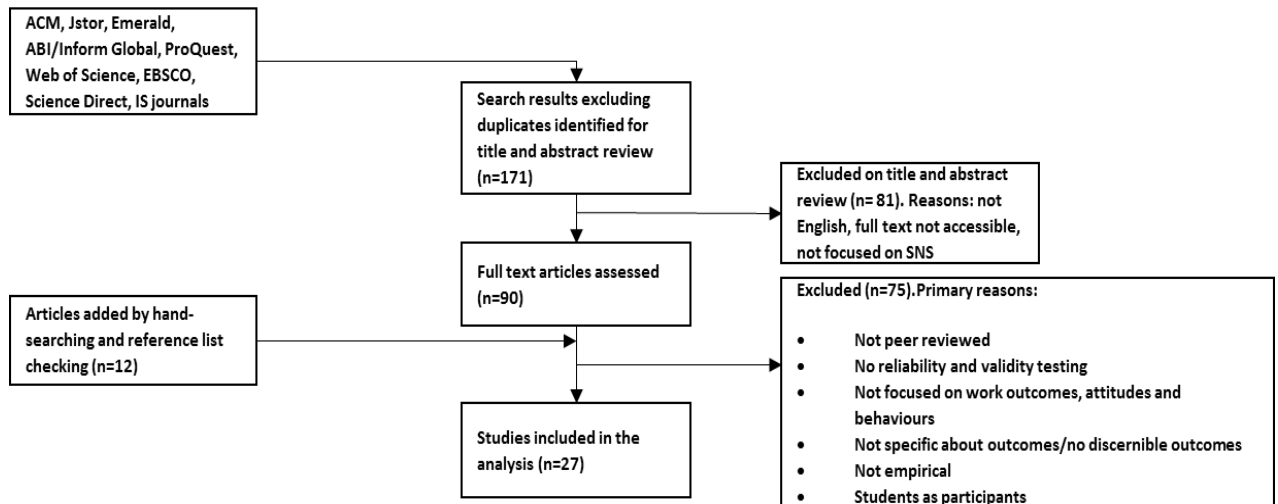 ACM, Jstor, Emerald,
ABI/Inform Global, ProQuest,
Web of Science, EBSCO,
Science Direct, IS journals
Search results excluding
duplicates identified for
title and abstract review
(n=171)
Excluded on title and abstract
review (n= 81). Reasons: not
English, full text not accessible,
not focused on SNS
Full text articles assessed
(n=90)
Articles added by hand-
searching and reference list
checking (n=12)
Excluded (n=75).Primary reasons:
• Not peer reviewed
• No reliability and validity testing
• Not focused on work outcomes, attitudes and
behaviours
• Not specific about outcomes/no discernible outcomes
• Not empirical
• Students as participants
Studies included in the
analysis (n=27)